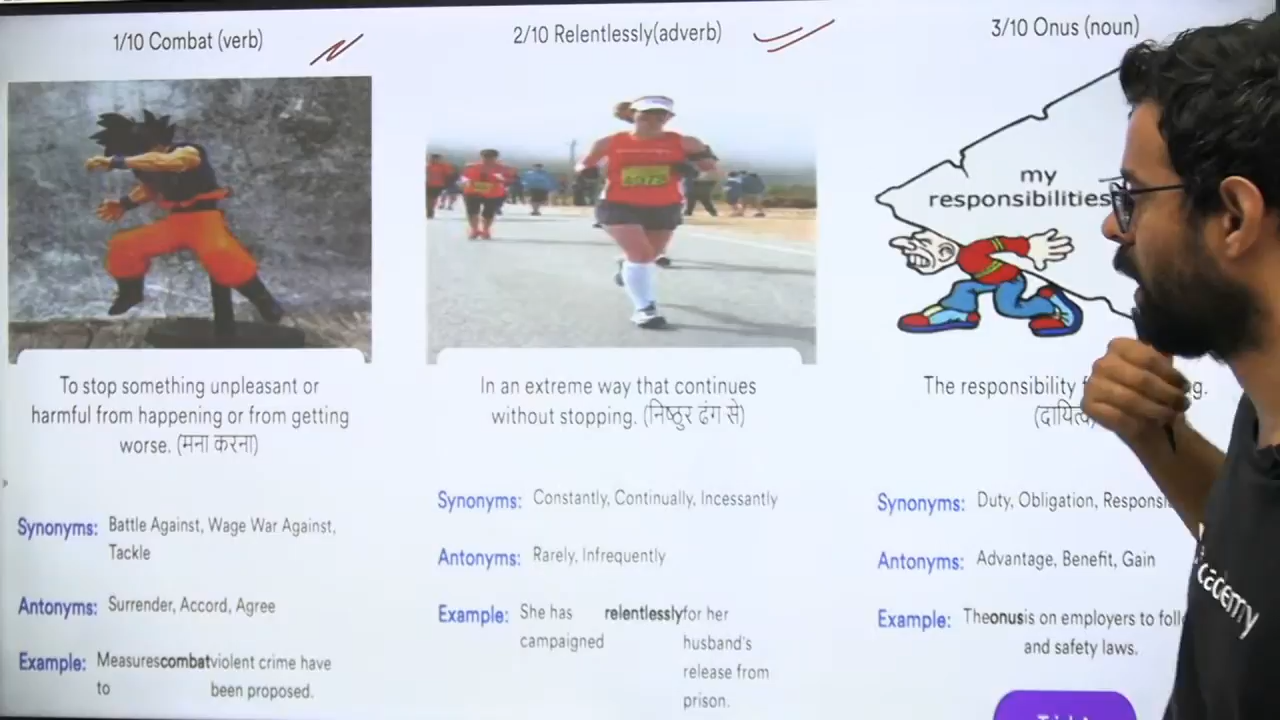 1/10 Combat (verb)
To stop something unpleasant or
harmful from happening or from getting
worse. (मना करना)
Synonyms: Battle Against, Wage War Against,
Tackle
Antonyms: Surrender, Accord, Agree
Example: Measures combat violent crime have
to been proposed.
2/10 Relentlessly(adverb)
In an extreme way that continues
without stopping. (निष्ठुर ढंग से)
Synonyms: Constantly, Continually, Incessantly
Antonyms: Rarely, Infrequently
Example: She has relentlessly for her
campaigned husband's
release from
prison.
3/10 Onus (noun)
my
responsibilities
The responsibility
(दायित्व)
Synonyms: Duty, Obligation,
Antonyms: Advantage, Benefit, Gain
Example: The onus is on employers to
and safety laws.